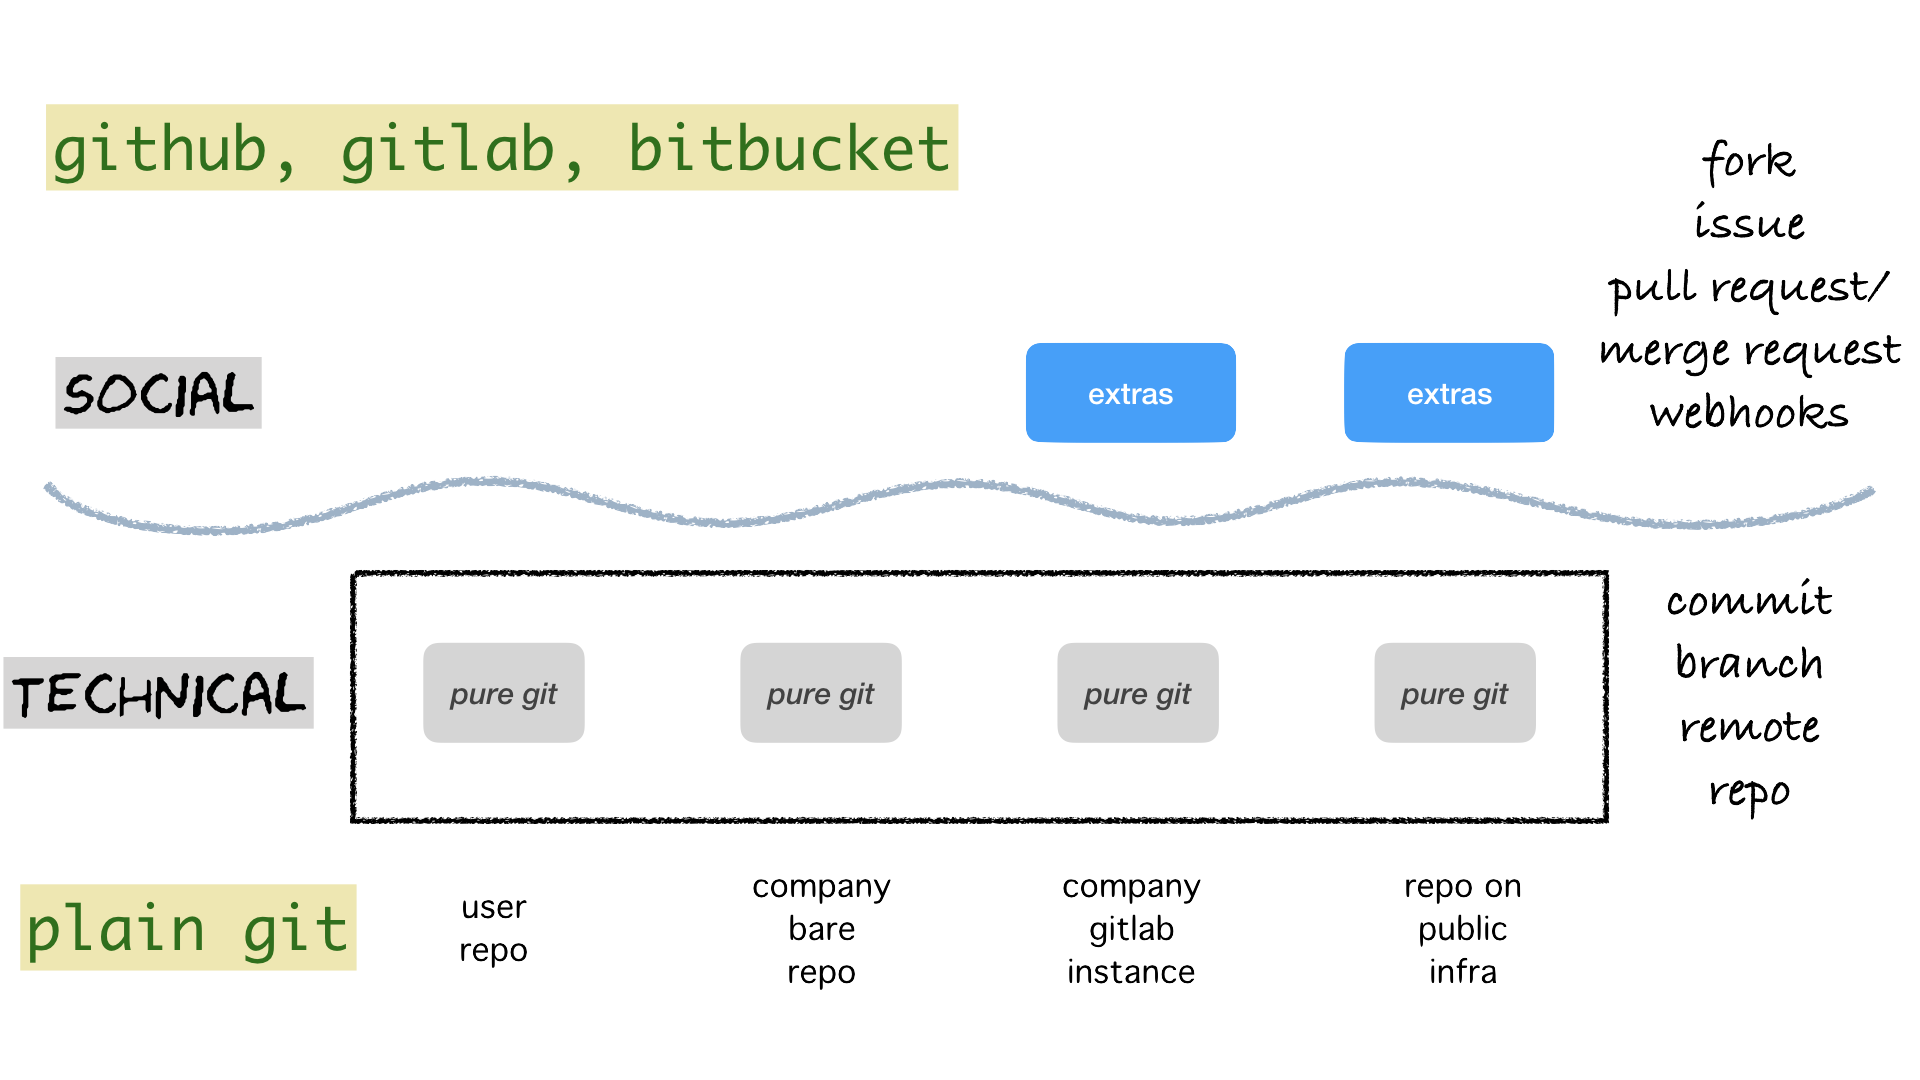 github, gitlab, bitbucket
fork
issue
pull request/
merge request
webhooks
SOCIAL
extras
extras
TECHNICAL
pure git
pure git
pure git
pure git
commit
branch
remote
repo
plain git
user
repo
company
bare
repo
company
gitlab
instance
repo on
public
infra